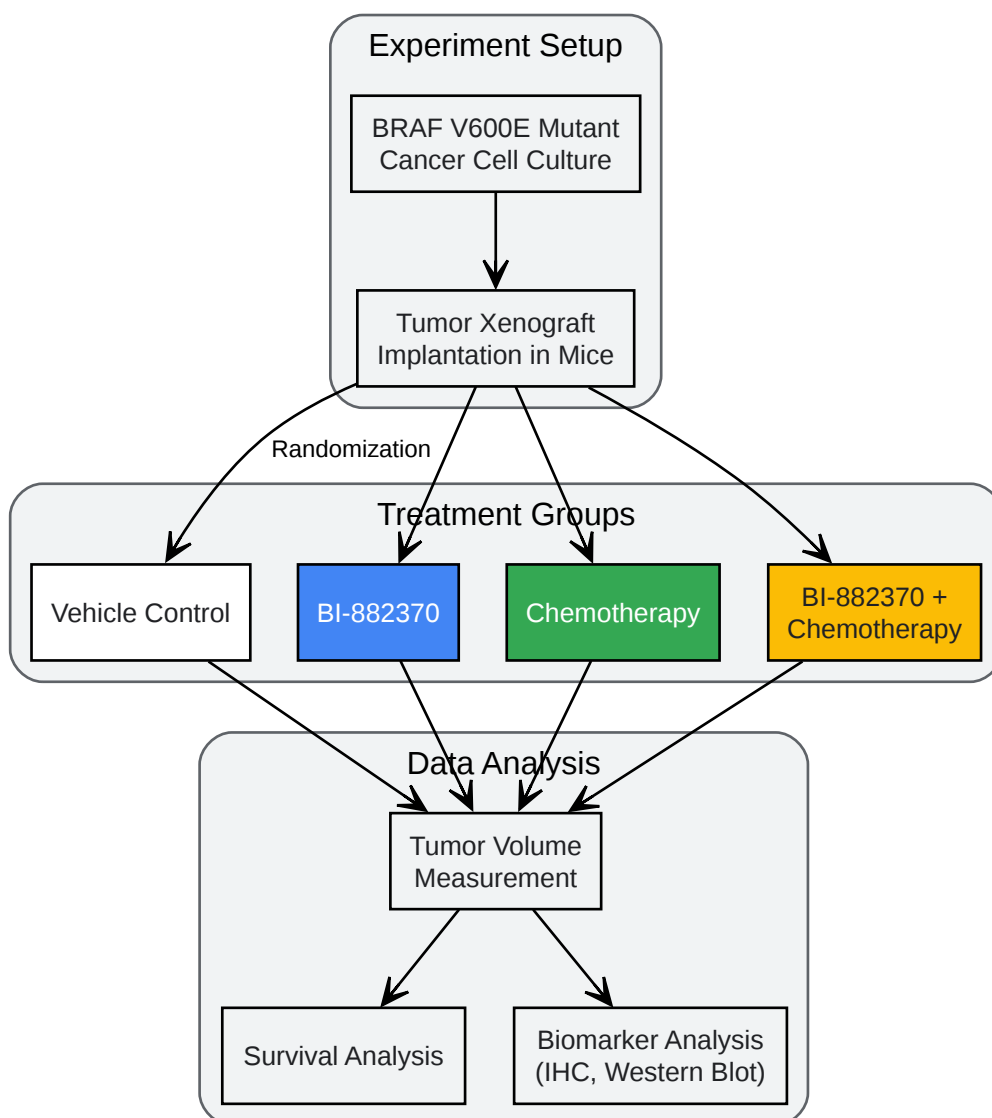 Experiment Setup
BRAF V600E Mutant
Cancer Cell Culture
Tumor Xenograft
Implantation in Mice
Randomization
Treatment Groups
Vehicle Control
BI-882370
Chemotherapy
BI-882370 +
Chemotherapy
Data Analysis
Tumor Volume
Measurement
Survival Analysis
Biomarker Analysis
(IHC, Western Blot)